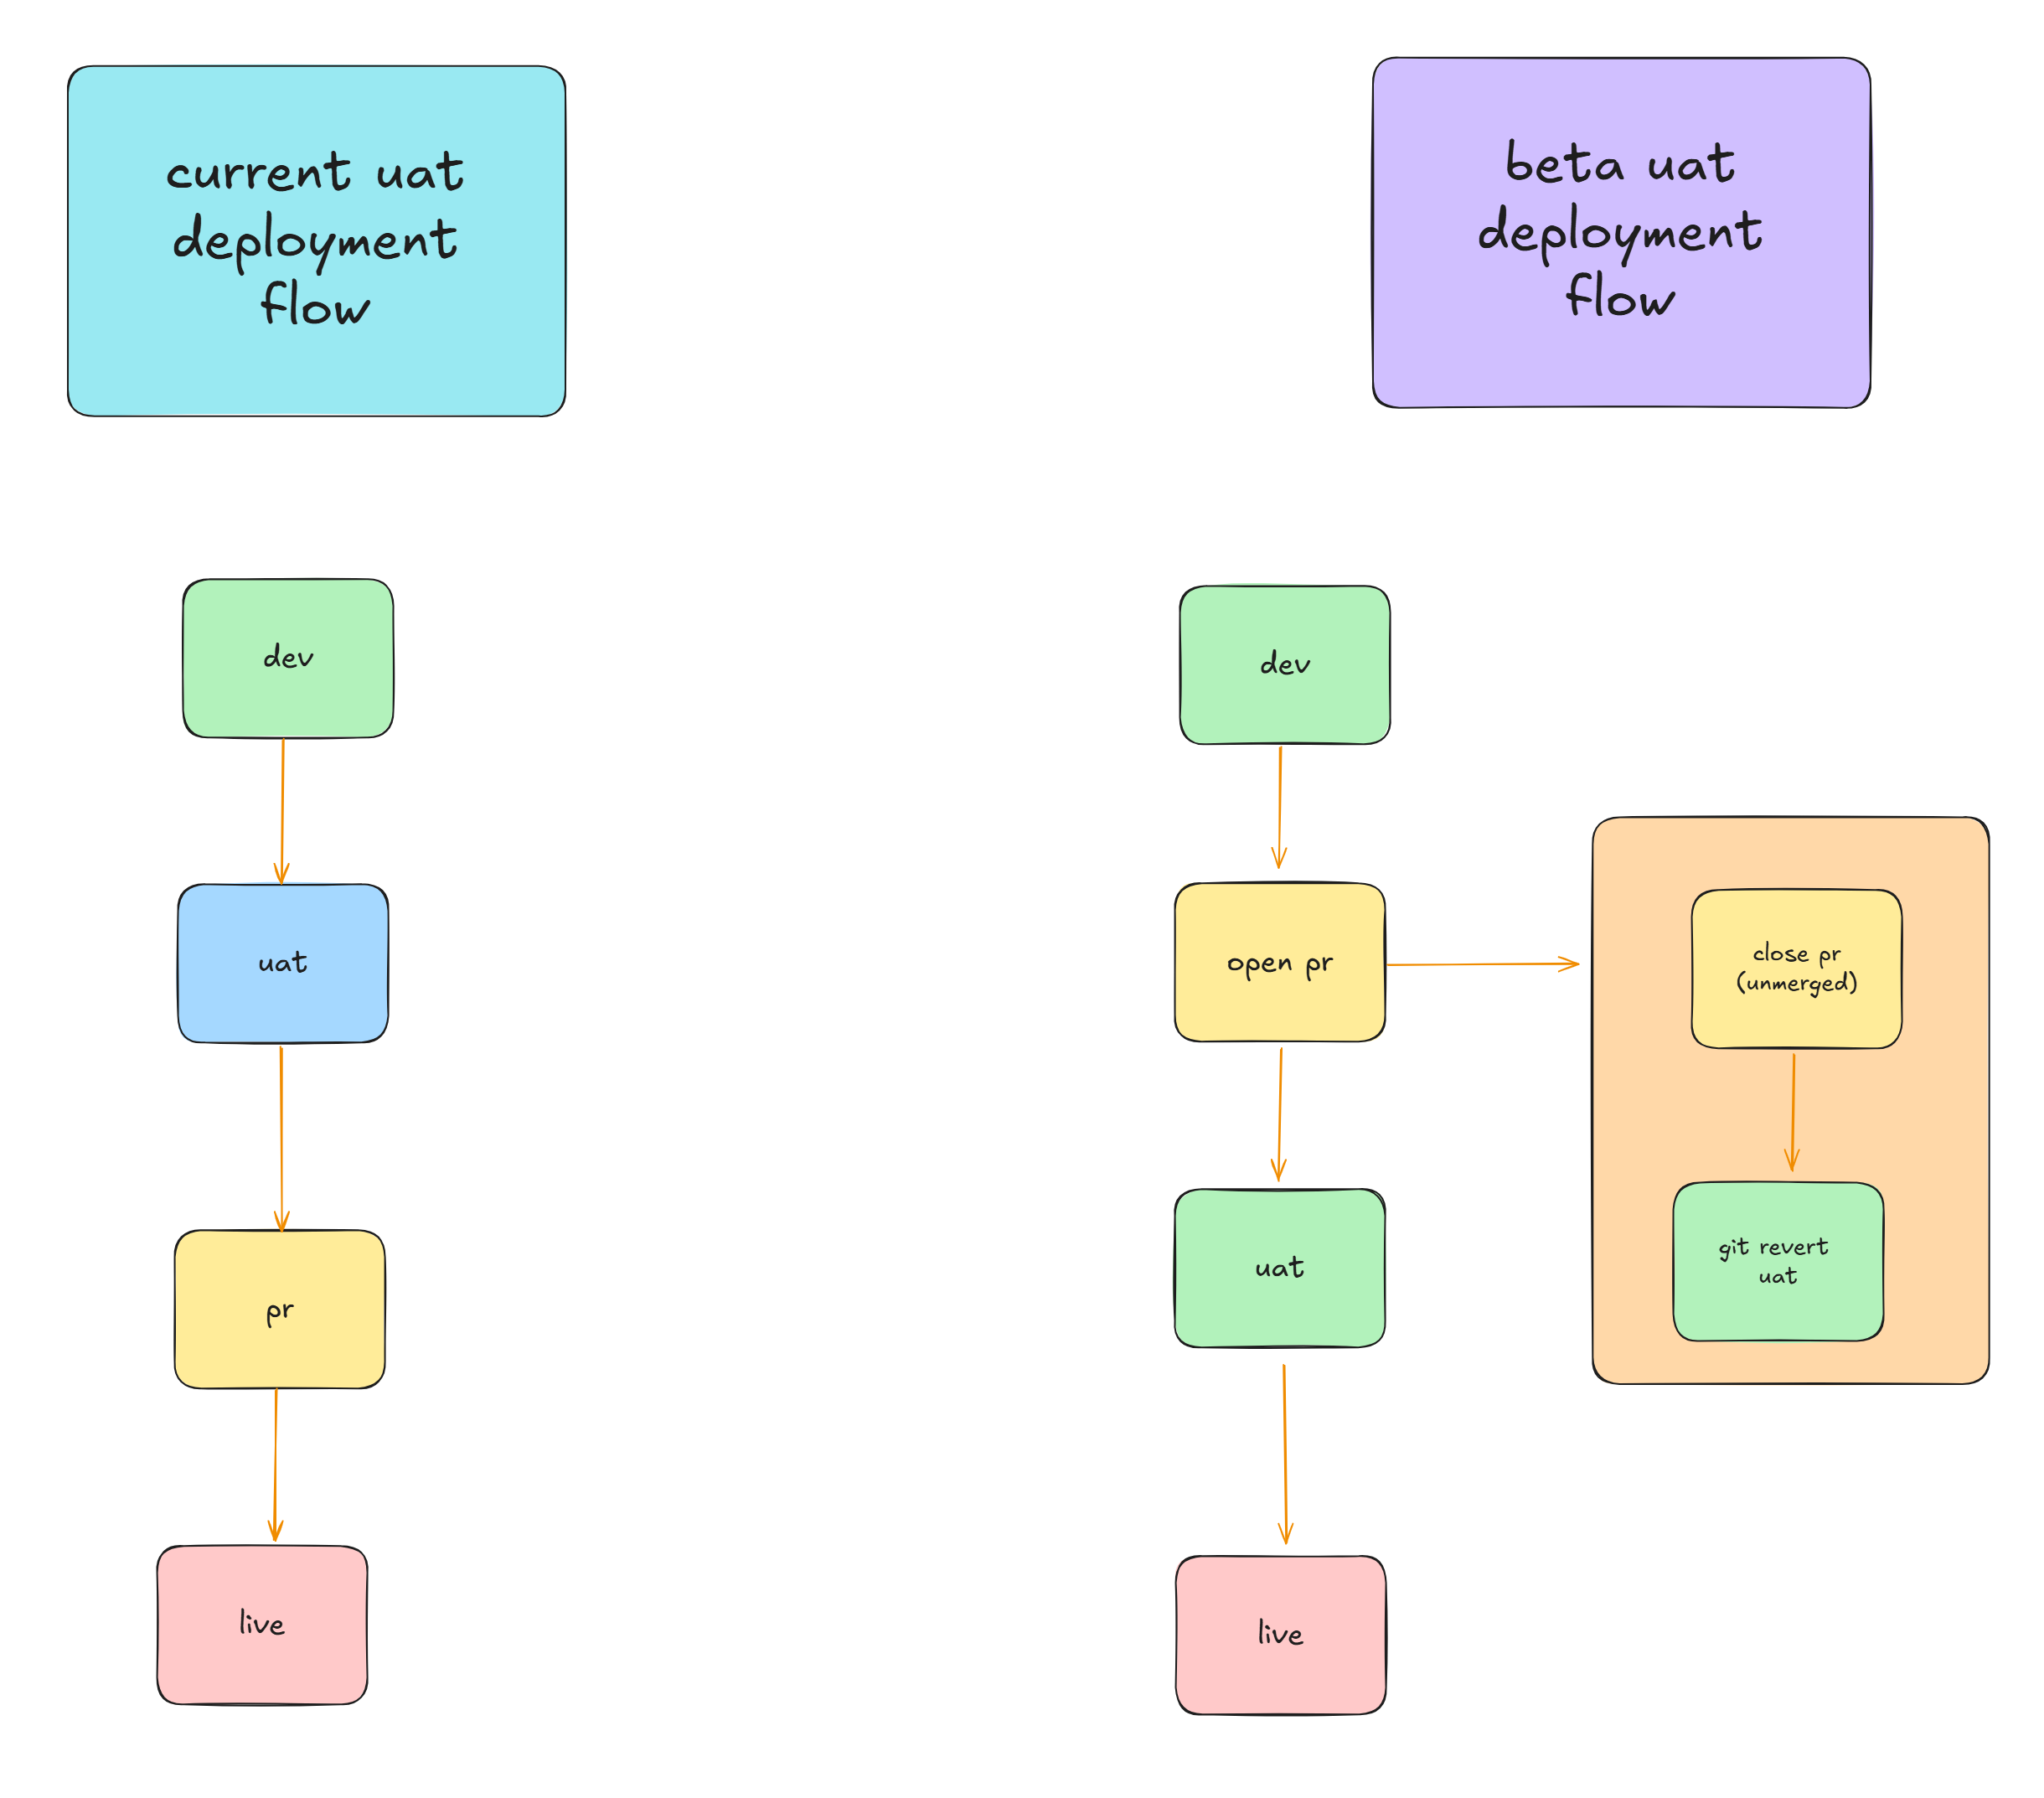 current uat
deployment
flow
beta uat
deployment
flow
dev
uat
pr
live
dev
open pr
uat
live
close pr
(unmerged)
git revert
uat